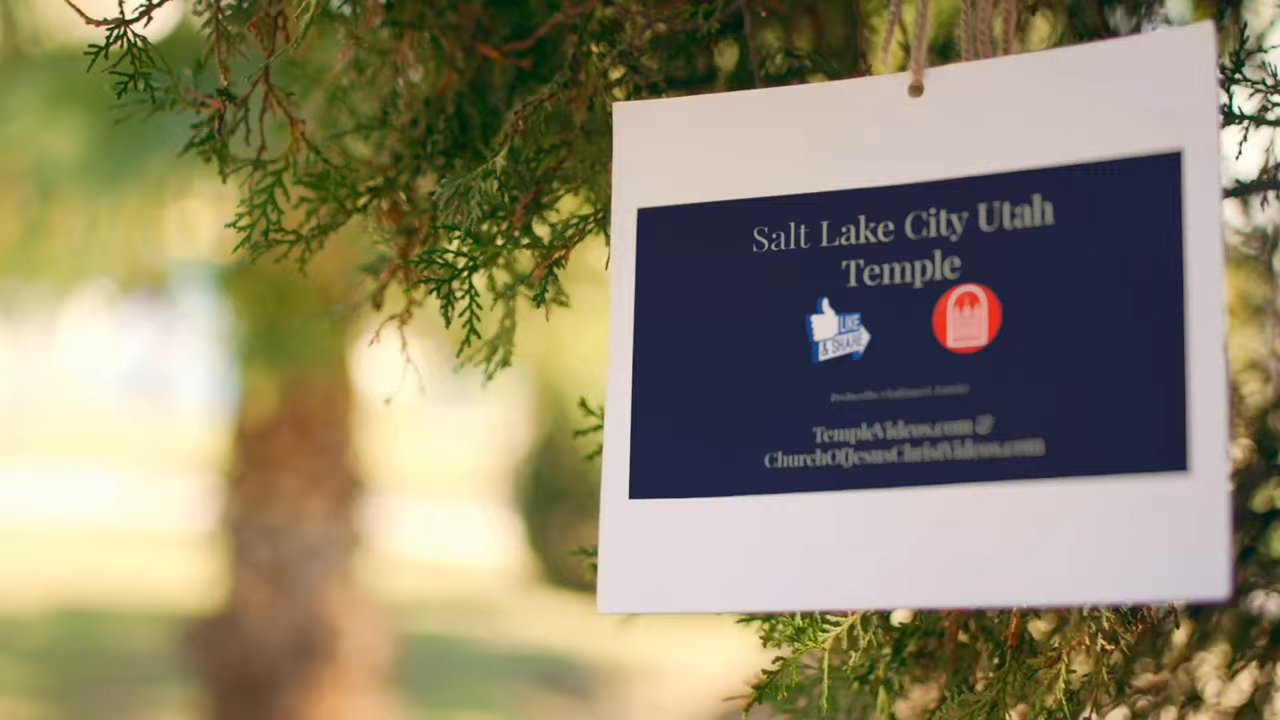 Salt Lake City Utah
Temple
LIKE
& SHARE
TempleVideos.com &
ChurchOfJesusChristVideos.com